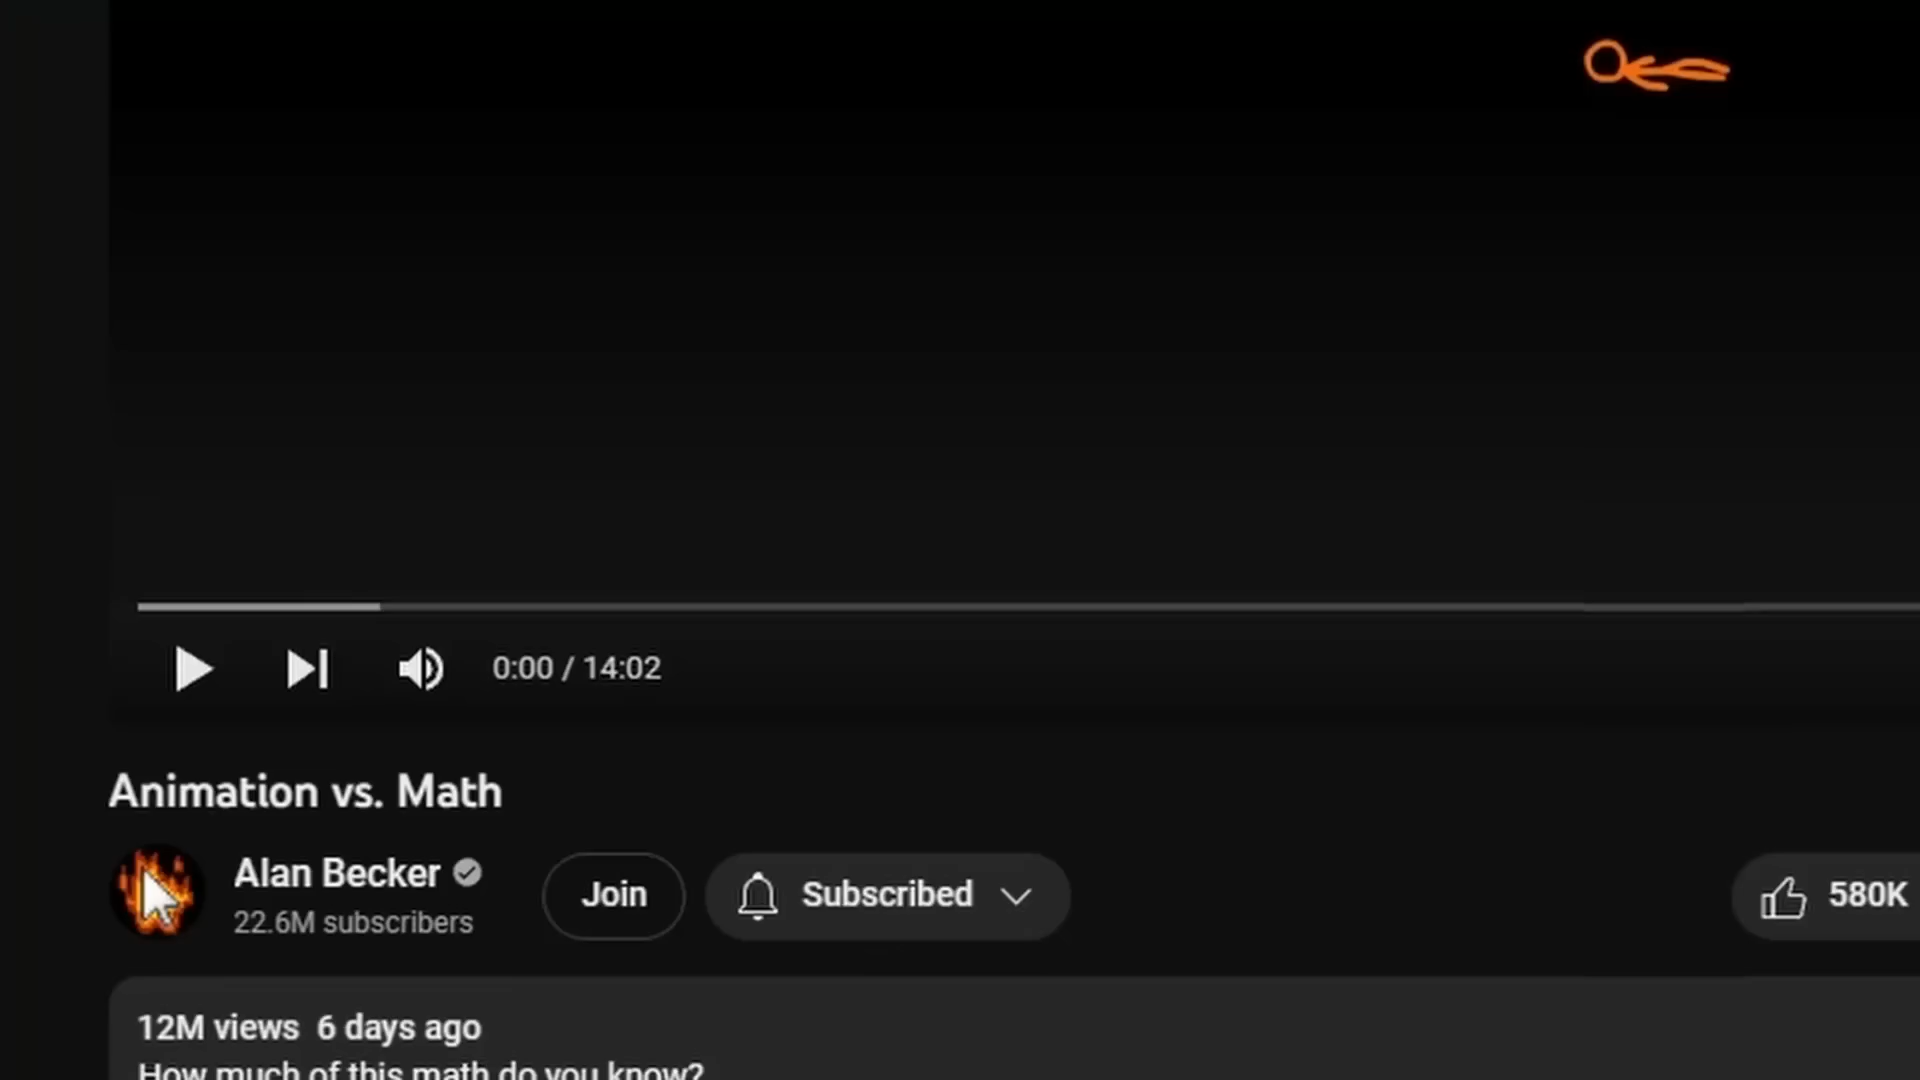 0:00 / 14:02
Animation vs. Math
Alan Becker
22.6M subscribers
Join
Subscribed
580K
12M views 6 days ago
How much of this math do you know?